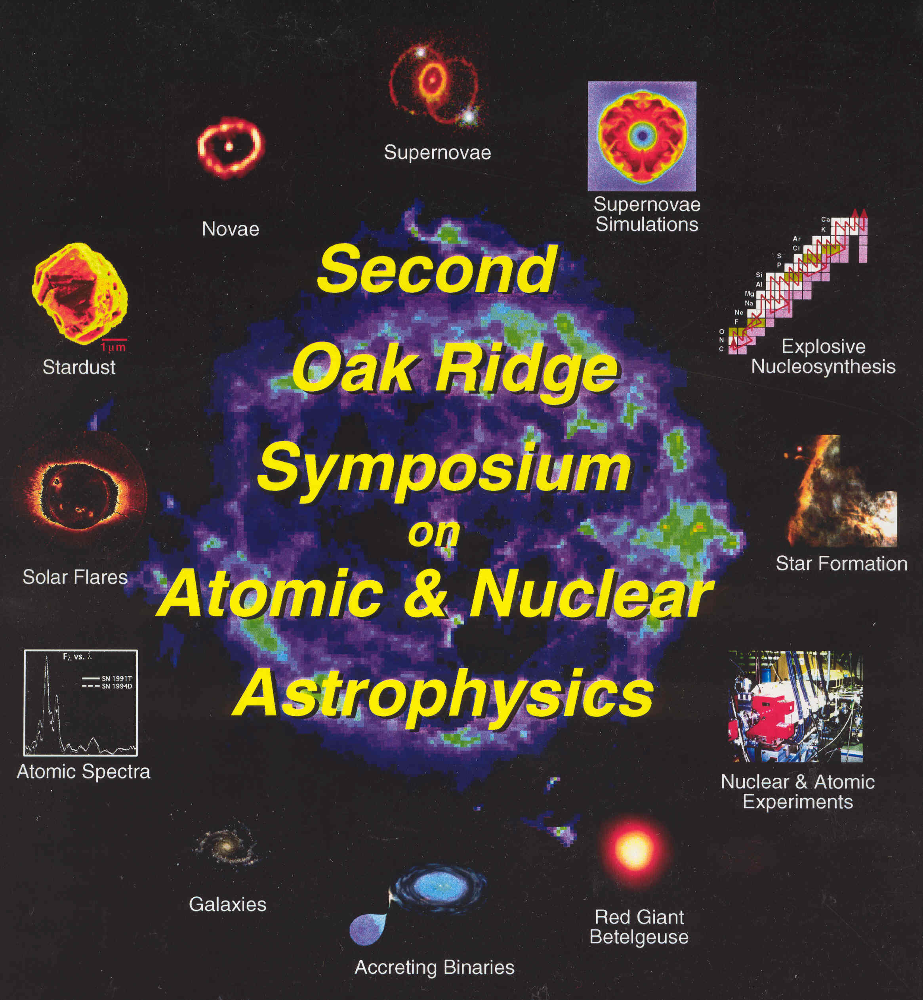 Supernovae
Novae
Supernovae
Simulations
Ca
K
Ar
Cl
S
P
Si
Al
Mg
Na
Ne
F
O
N
C
Explosive
Nucleosynthesis
1μm
Stardust
Second
Oak Ridge
Symposium
on
Atomic & Nuclear
Astrophysics
Solar Flares
Star Formation
Fλ vs. λ
SN 1991T
SN 1994D
Atomic Spectra
Nuclear & Atomic
Experiments
Galaxies
Red Giant
Betelgeuse
Accreting Binaries